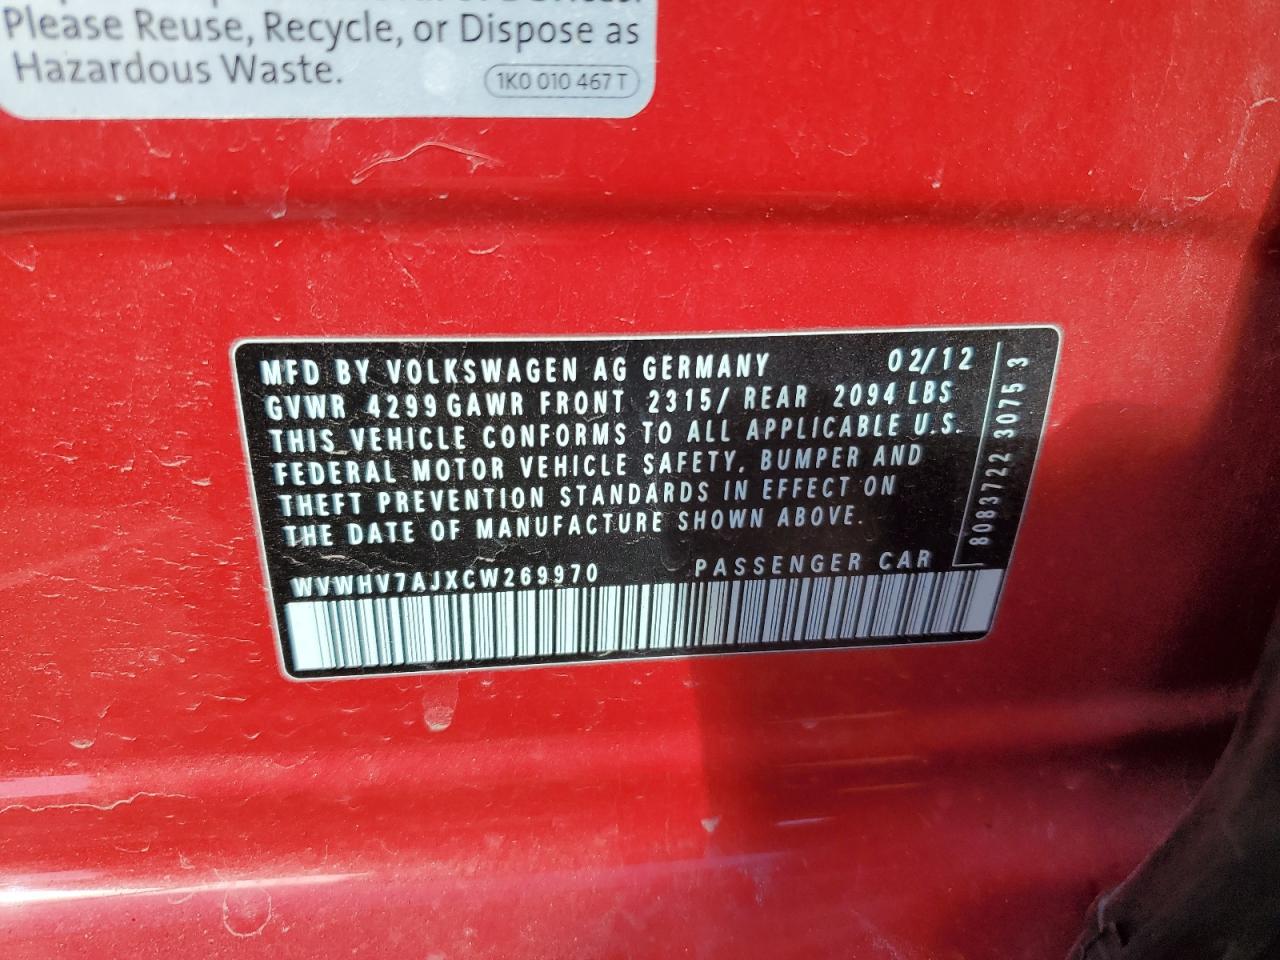 Please Reuse, Recycle, or Dispose as
Hazardous Waste.
1K0 010 467 T
MFD BY VOLKSWAGEN AG GERMANY 02/12
GVWR 4299 GAWR FRONT 2315/ REAR 2094 LBS
THIS VEHICLE CONFORMS TO ALL APPLICABLE U.S.
FEDERAL MOTOR VEHICLE SAFETY, BUMPER AND
THEFT PREVENTION STANDARDS IN EFFECT ON
THE DATE OF MANUFACTURE SHOWN ABOVE.
WVWHV7AJXCW269970 PASSENGER CAR
8083722 3075 3